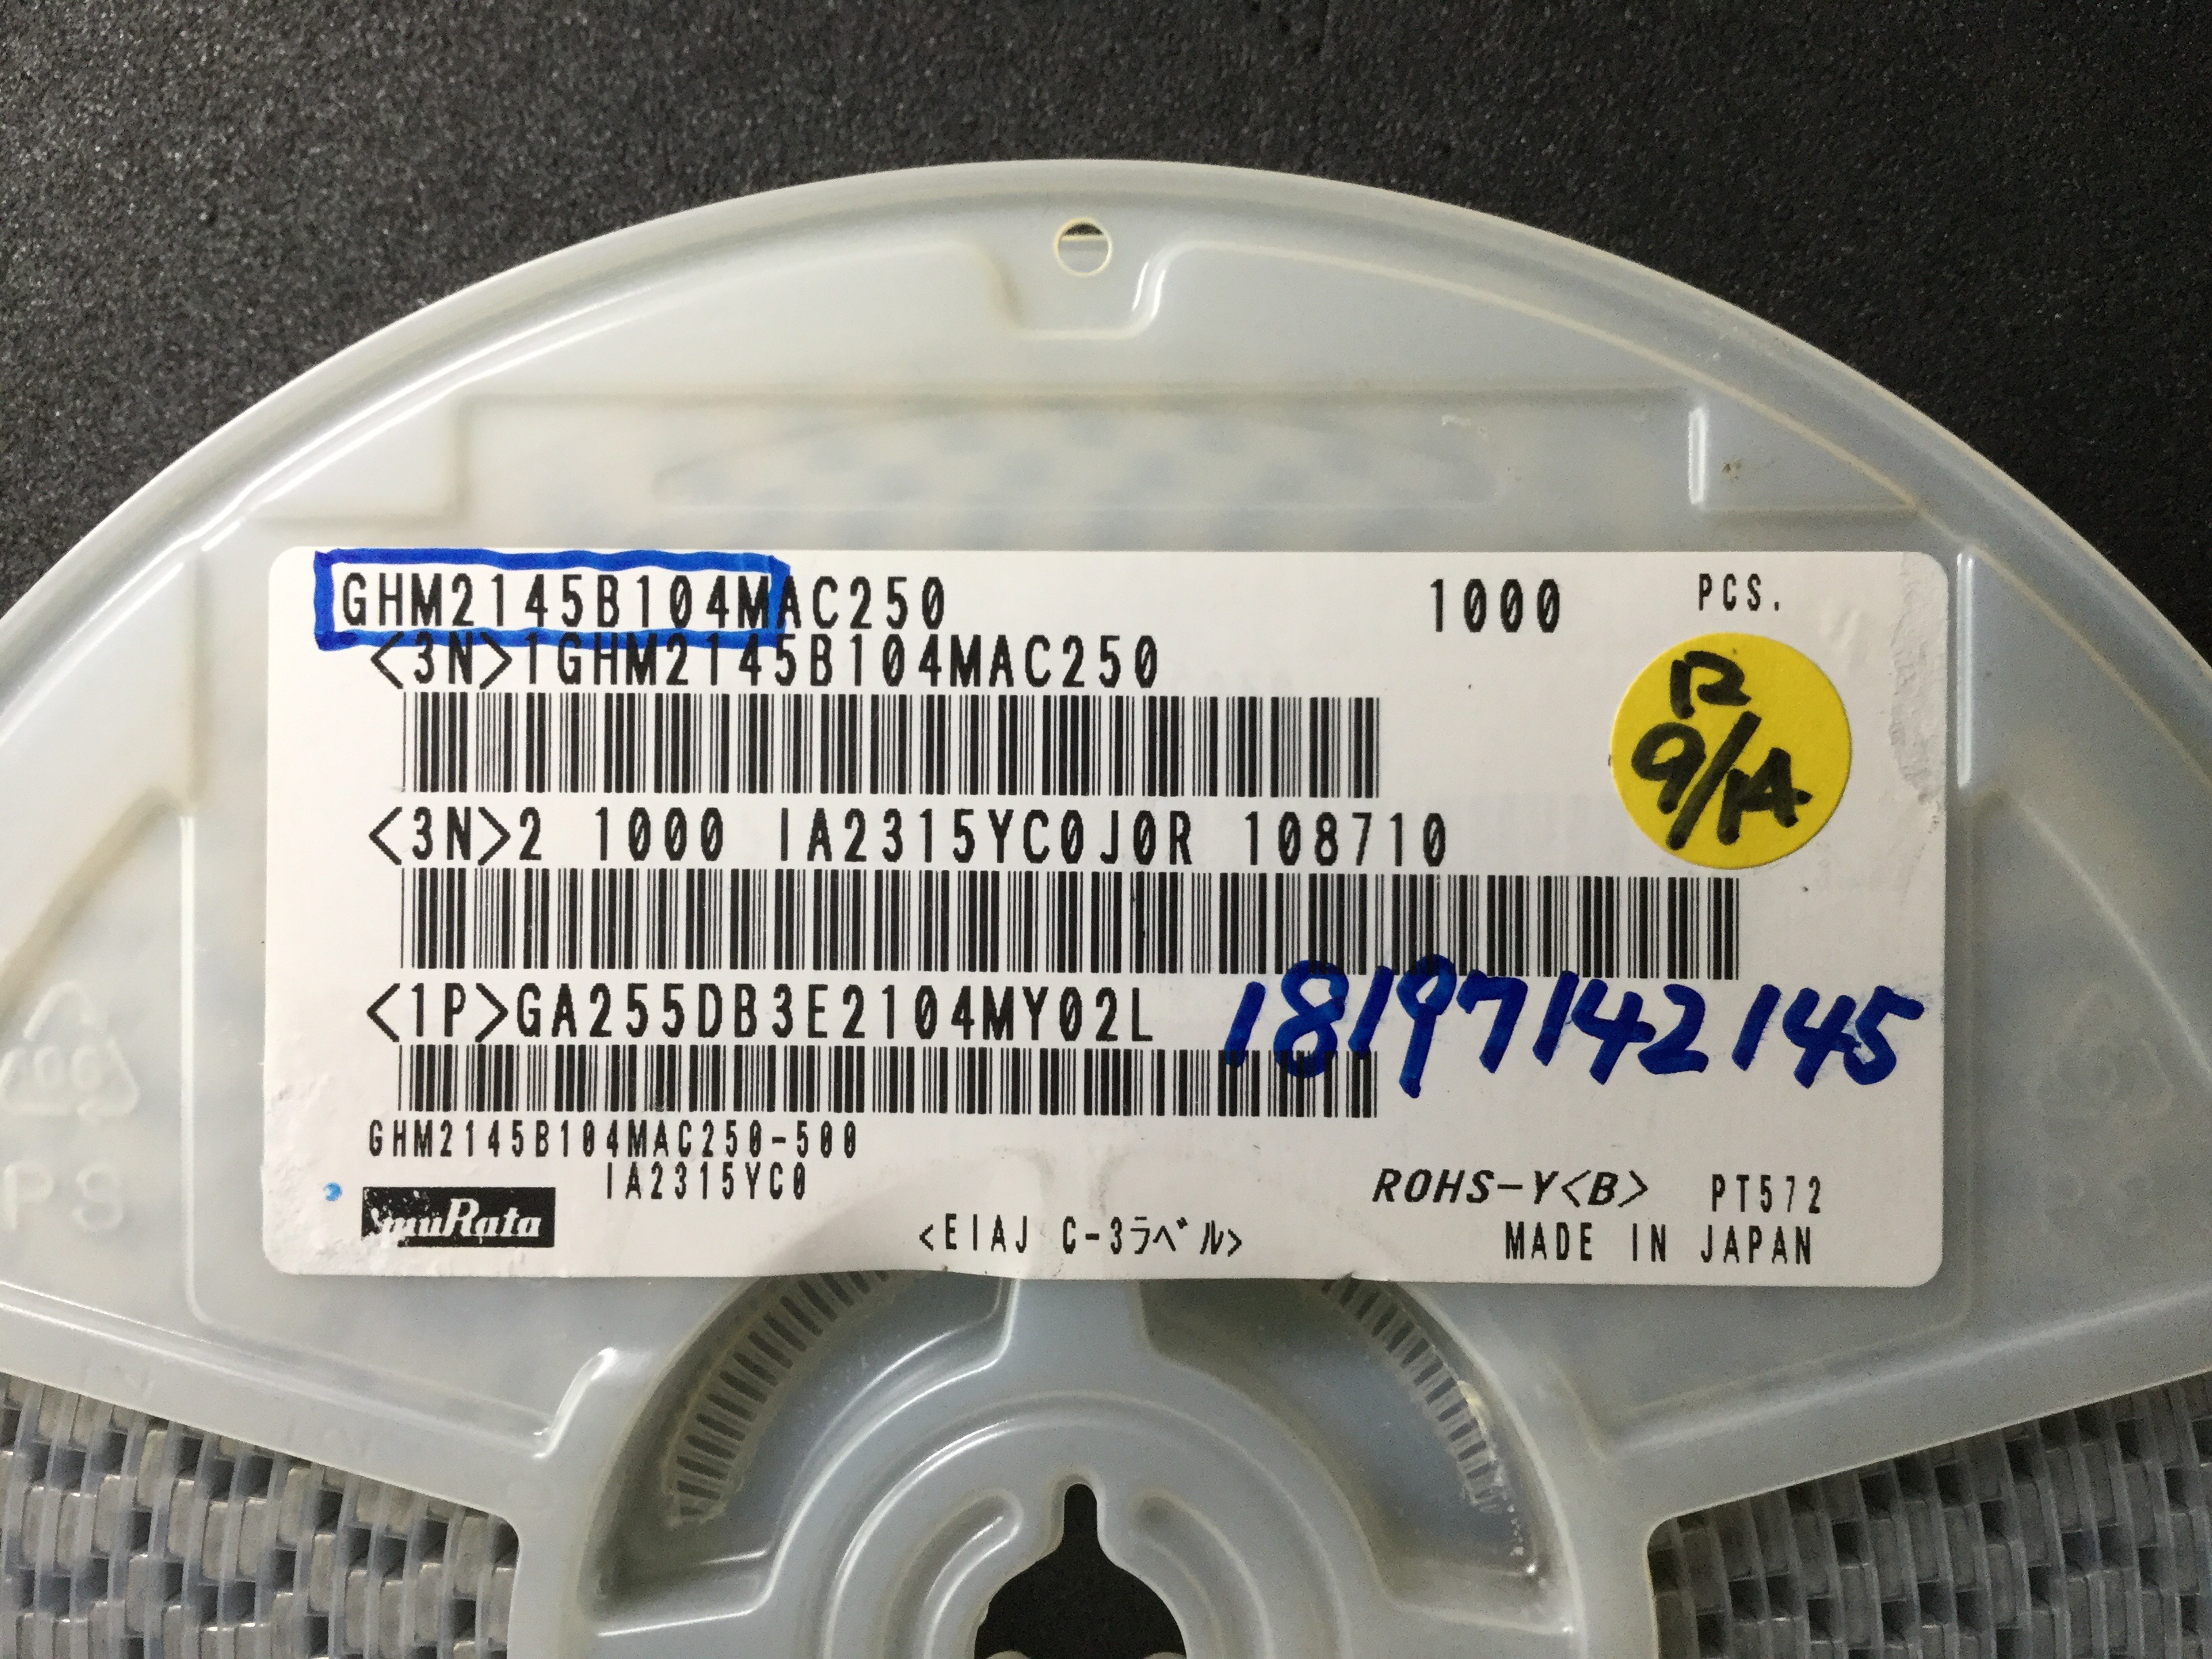 GHM2145B104MAC250 1000 PCS.
<3N>1GHM2145B104MAC250
<3N>2 1000 IA2315YC0J0R 108710
<1P>GA255DB3E2104MY02L 18197142145
GHM2145B104MAC250-500
IA2315YC0
ROHS-Y<B> PT572
muRata
<EIAJ C-3ラベル>
MADE IN JAPAN
PS